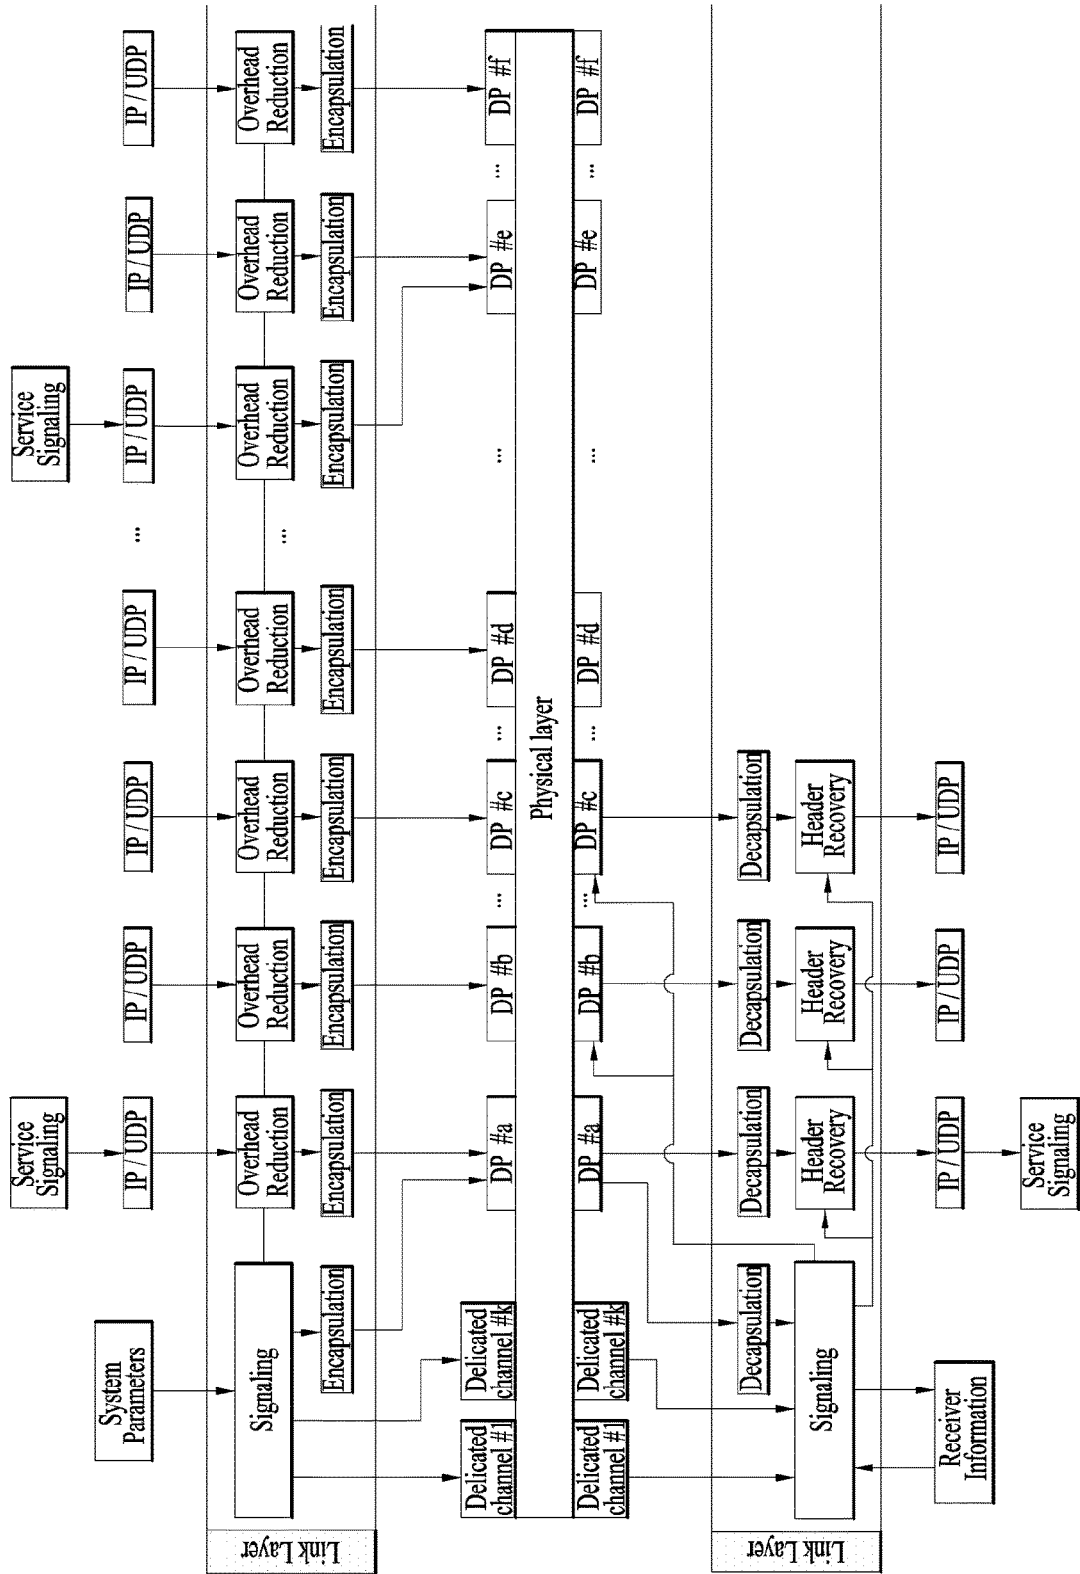 Service
Signaling
Service
Signaling
System
Parameters
IP / UDP
IP / UDP
IP / UDP
IP / UDP
...
IP / UDP
IP / UDP
IP / UDP
Link Layer
Signaling
Overhead
Reduction
Overhead
Reduction
Overhead
Reduction
Overhead
Reduction
...
Overhead
Reduction
Overhead
Reduction
Overhead
Reduction
Encapsulation
Encapsulation
Encapsulation
Encapsulation
Encapsulation
Encapsulation
Encapsulation
Encapsulation
Delicated
channel #1
Delicated
channel #k
DP #a
DP #b
...
DP #c
...
DP #d
...
DP #e
...
DP #f
Physical layer
Delicated
channel #1
Delicated
channel #k
DP #a
DP #b
...
DP #c
...
DP #d
...
DP #e
...
DP #f
Link Layer
Decapsulation
Decapsulation
Decapsulation
Decapsulation
Signaling
Header
Recovery
Header
Recovery
Header
Recovery
Receiver
Information
IP / UDP
IP / UDP
IP / UDP
Service
Signaling